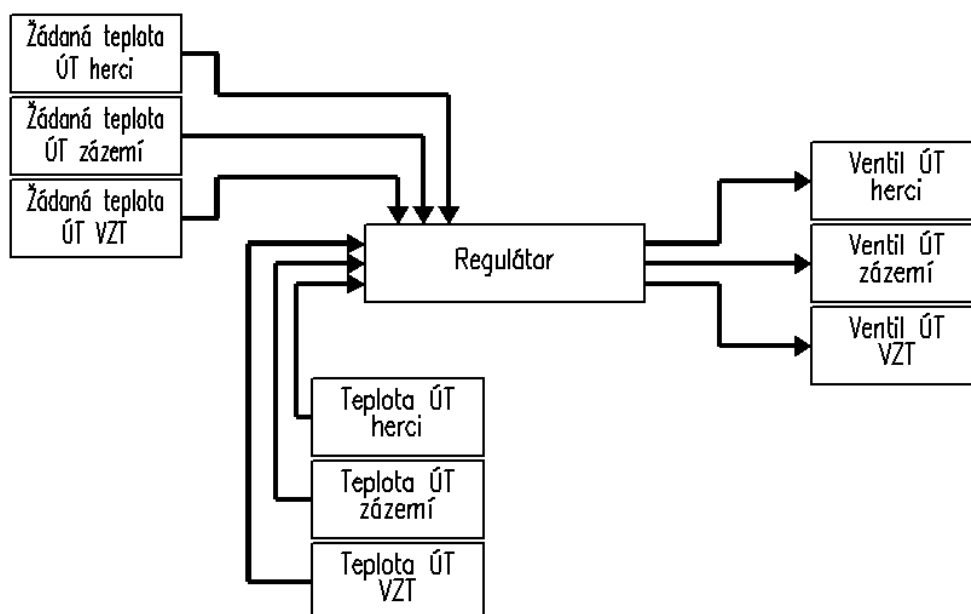 Žádaná teplota
ÚT herci
Žádaná teplota
ÚT zázemí
Žádaná teplota
ÚT VZT
Regulátor
Ventil ÚT
herci
Ventil ÚT
zázemí
Ventil ÚT
VZT
Teplota ÚT
herci
Teplota ÚT
zázemí
Teplota ÚT
VZT